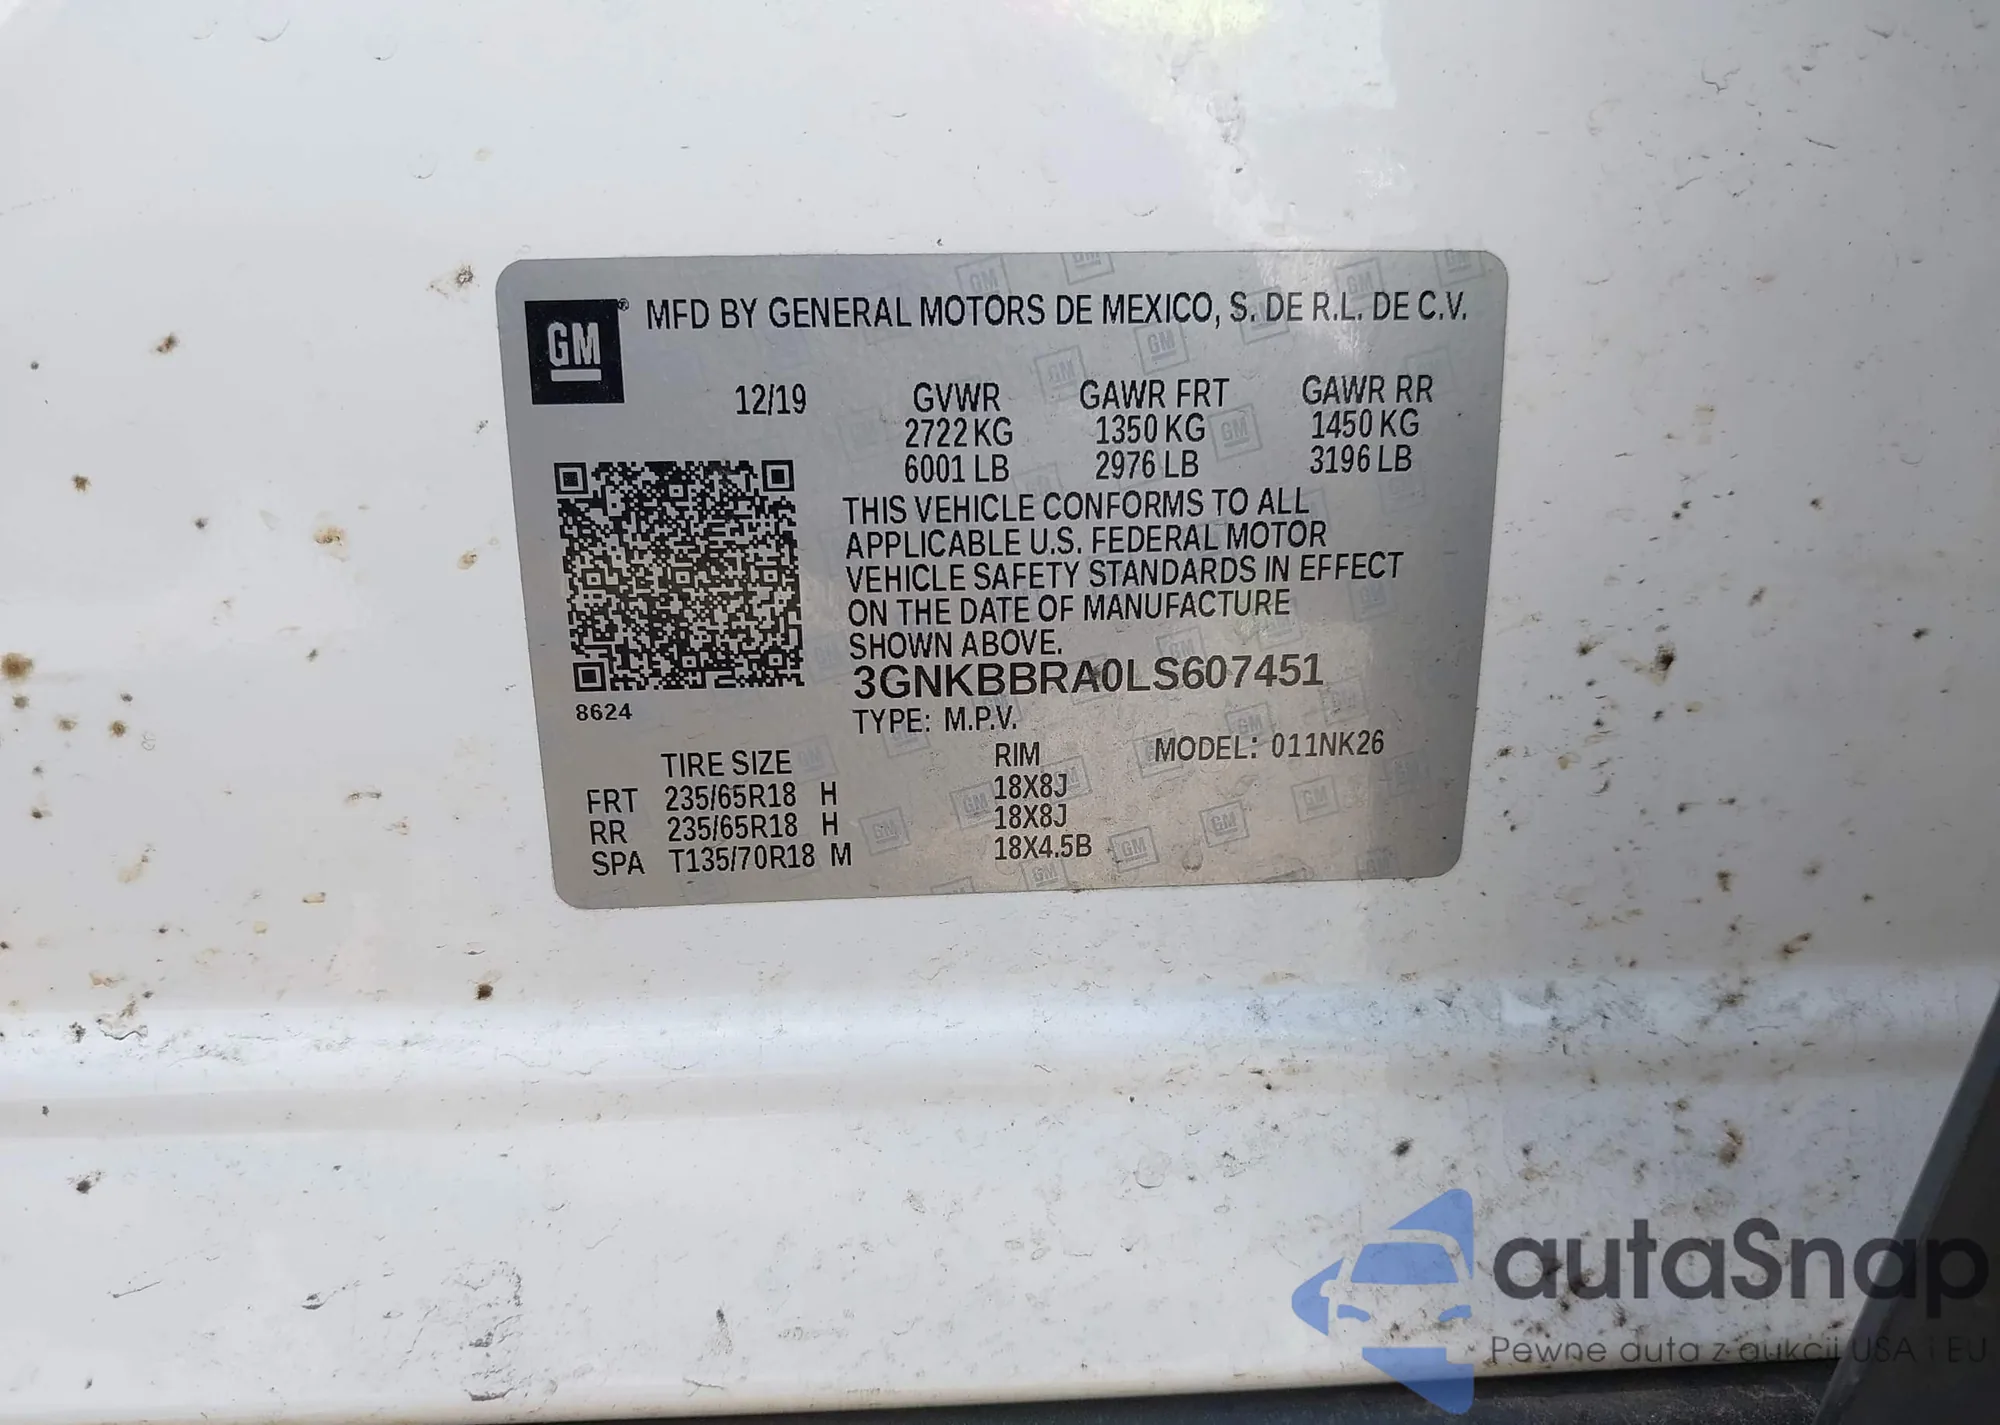 GM
MFD BY GENERAL MOTORS DE MEXICO, S. DE R.L. DE C.V.
12/19 GVWR GAWR FRT GAWR RR
2722 KG 1350 KG 1450 KG
6001 LB 2976 LB 3196 LB
THIS VEHICLE CONFORMS TO ALL
APPLICABLE U.S. FEDERAL MOTOR
VEHICLE SAFETY STANDARDS IN EFFECT
ON THE DATE OF MANUFACTURE
SHOWN ABOVE.
3GNKBBRA0LS607451
8624
TYPE: M.P.V.
TIRE SIZE RIM MODEL: 011NK26
FRT 235/65R18 H 18X8J
RR 235/65R18 H 18X8J
SPA T135/70R18 M 18X4.5B
autaSnap
Pewne auta z aukcji USA i EU